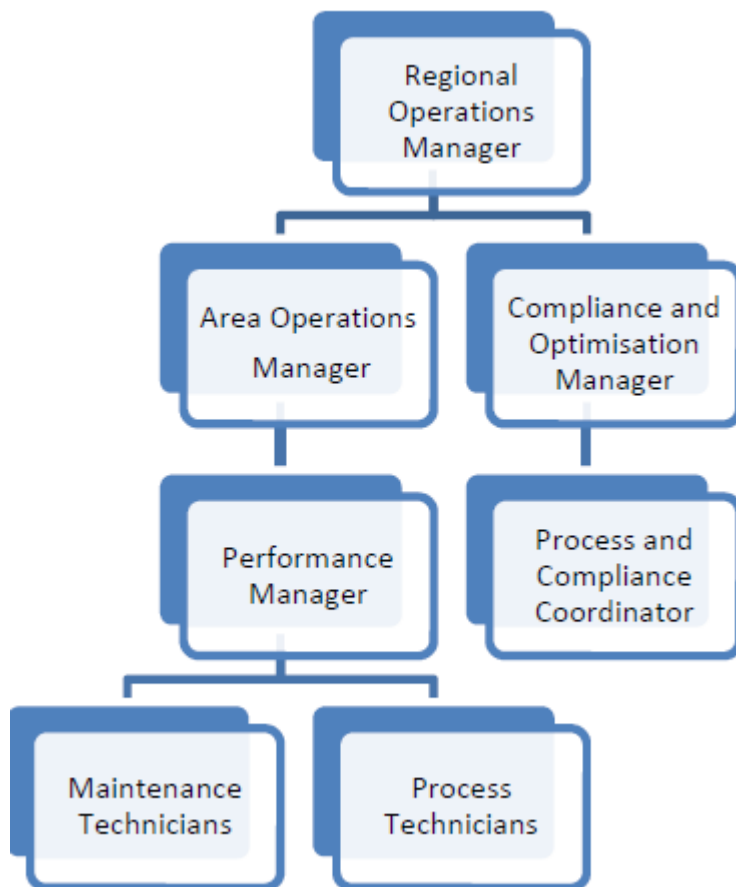 Regional
Operations
Manager
Area Operations
Manager
Compliance and
Optimisation
Manager
Performance
Manager
Process and
Compliance
Coordinator
Maintenance
Technicians
Process
Technicians